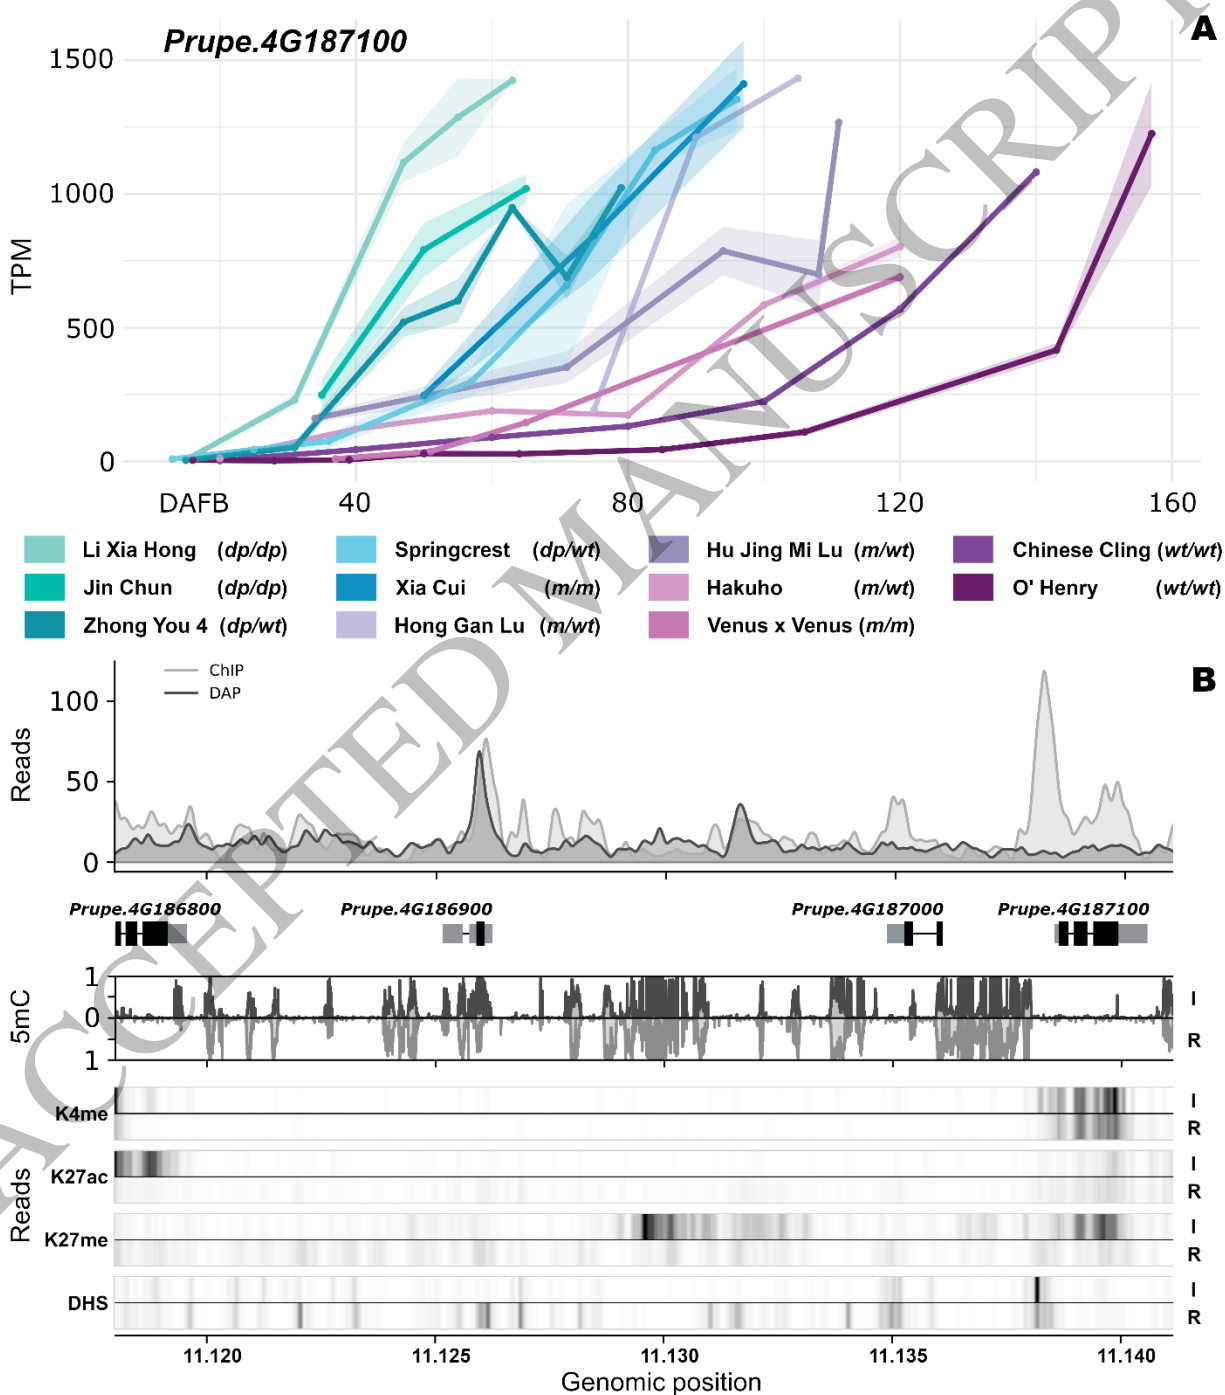 A
Prupe.4G187100
1500
1000
500
0
TPM
DAFB 40 80 120 160
Li Xia Hong (dp/dp) Springcrest (dp/wt) Hu Jing Mi Lu (m/wt) Chinese Cling (wt/wt)
Jin Chun (dp/dp) Xia Cui (m/m) Hakuho (m/wt) O' Henry (wt/wt)
Zhong You 4 (dp/wt) Hong Gan Lu (m/wt) Venus x Venus (m/m)
B
ChIP
DAP
100
50
0
Reads
Prupe.4G186800 Prupe.4G186900 Prupe.4G187000 Prupe.4G187100
5mC
1
0
1
I
R
K4me
I
R
K27ac
I
R
Reads
K27me
I
R
DHS
I
R
11.120 11.125 11.130 11.135 11.140
Genomic position
ACCEPTED MANUSCRIPT